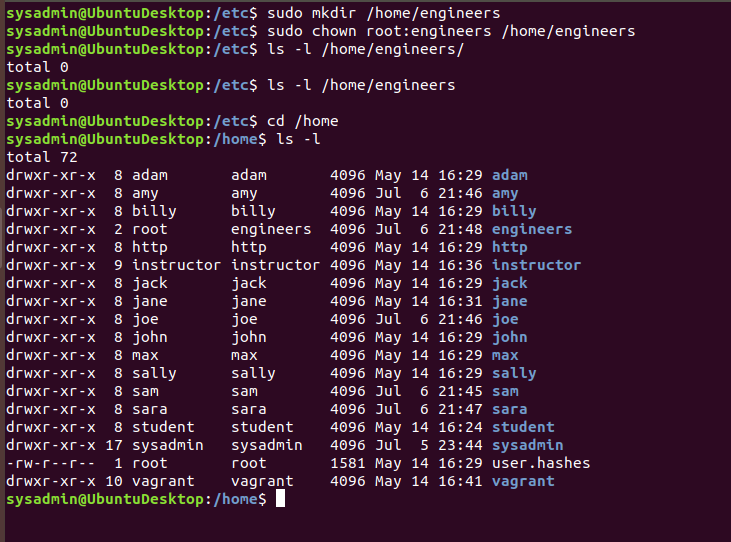 sysadmin@UbuntuDesktop:/etc$ sudo mkdir /home/engineers
sysadmin@UbuntuDesktop:/etc$ sudo chown root:engineers /home/engineers
sysadmin@UbuntuDesktop:/etc$ ls -l /home/engineers/
total 0
sysadmin@UbuntuDesktop:/etc$ ls -l /home/engineers
total 0
sysadmin@UbuntuDesktop:/etc$ cd /home
sysadmin@UbuntuDesktop:/home$ ls -l
total 72
drwxr-xr-x  8 adam       adam       4096 May 14 16:29 adam
drwxr-xr-x  8 amy        amy        4096 Jul  6 21:46 amy
drwxr-xr-x  8 billy      billy      4096 May 14 16:29 billy
drwxr-xr-x  2 root       engineers  4096 Jul  6 21:48 engineers
drwxr-xr-x  8 http       http       4096 May 14 16:29 http
drwxr-xr-x  9 instructor instructor 4096 May 14 16:36 instructor
drwxr-xr-x  8 jack       jack       4096 May 14 16:29 jack
drwxr-xr-x  8 jane       jane       4096 May 14 16:31 jane
drwxr-xr-x  8 joe        joe        4096 Jul  6 21:46 joe
drwxr-xr-x  8 john       john       4096 May 14 16:29 john
drwxr-xr-x  8 max        max        4096 May 14 16:29 max
drwxr-xr-x  8 sally      sally      4096 May 14 16:29 sally
drwxr-xr-x  8 sam        sam        4096 Jul  6 21:45 sam
drwxr-xr-x  8 sara       sara       4096 Jul  6 21:47 sara
drwxr-xr-x  8 student    student    4096 May 14 16:24 student
drwxr-xr-x 17 sysadmin   sysadmin   4096 Jul  5 23:44 sysadmin
-rw-r--r--  1 root       root       1581 May 14 16:29 user.hashes
drwxr-xr-x 10 vagrant    vagrant    4096 May 14 16:41 vagrant
sysadmin@UbuntuDesktop:/home$